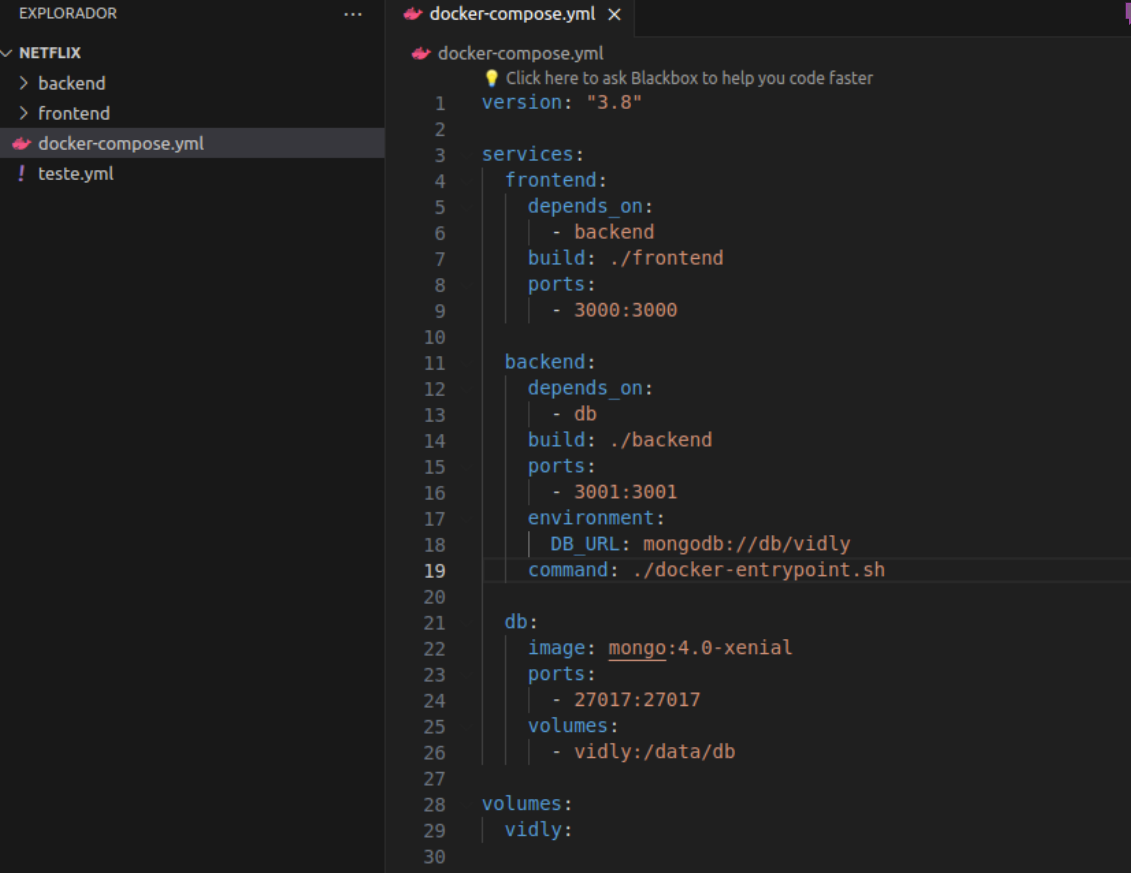 EXPLORADOR
...
NETFLIX
backend
frontend
docker-compose.yml
! teste.yml
docker-compose.yml ×
docker-compose.yml
Click here to ask Blackbox to help you code faster
1 version: "3.8"
2
3 services:
4   frontend:
5     depends_on:
6       - backend
7     build: ./frontend
8     ports:
9       - 3000:3000
10
11   backend:
12     depends_on:
13       - db
14     build: ./backend
15     ports:
16       - 3001:3001
17     environment:
18       DB_URL: mongodb://db/vidly
19     command: ./docker-entrypoint.sh
20
21   db:
22     image: mongo:4.0-xenial
23     ports:
24       - 27017:27017
25     volumes:
26       - vidly:/data/db
27
28 volumes:
29   vidly:
30